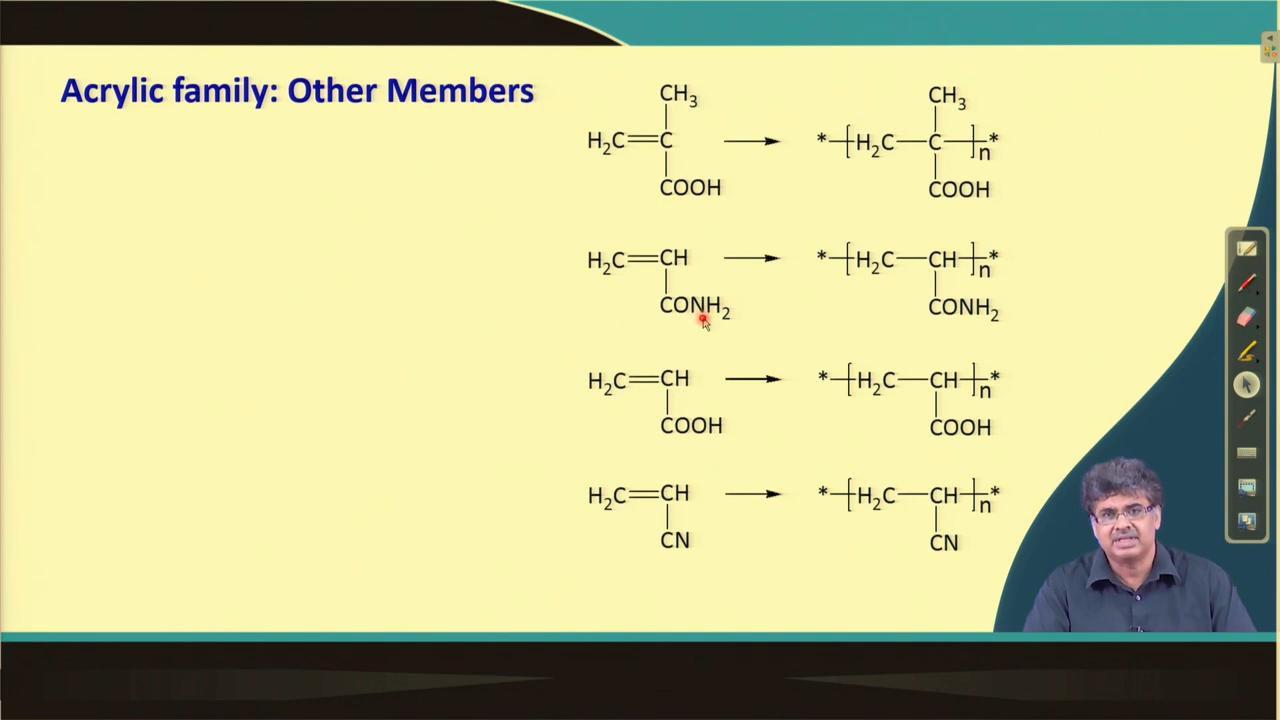 Acrylic family: Other Members
CH3 CH3
H2C=C → *-[H2C-C-]n*
COOH COOH
H2C=CH → *-[H2C-CH-]n*
CONH2 CONH2
H2C=CH → *-[H2C-CH-]n*
COOH COOH
H2C=CH → *-[H2C-CH-]n*
CN CN